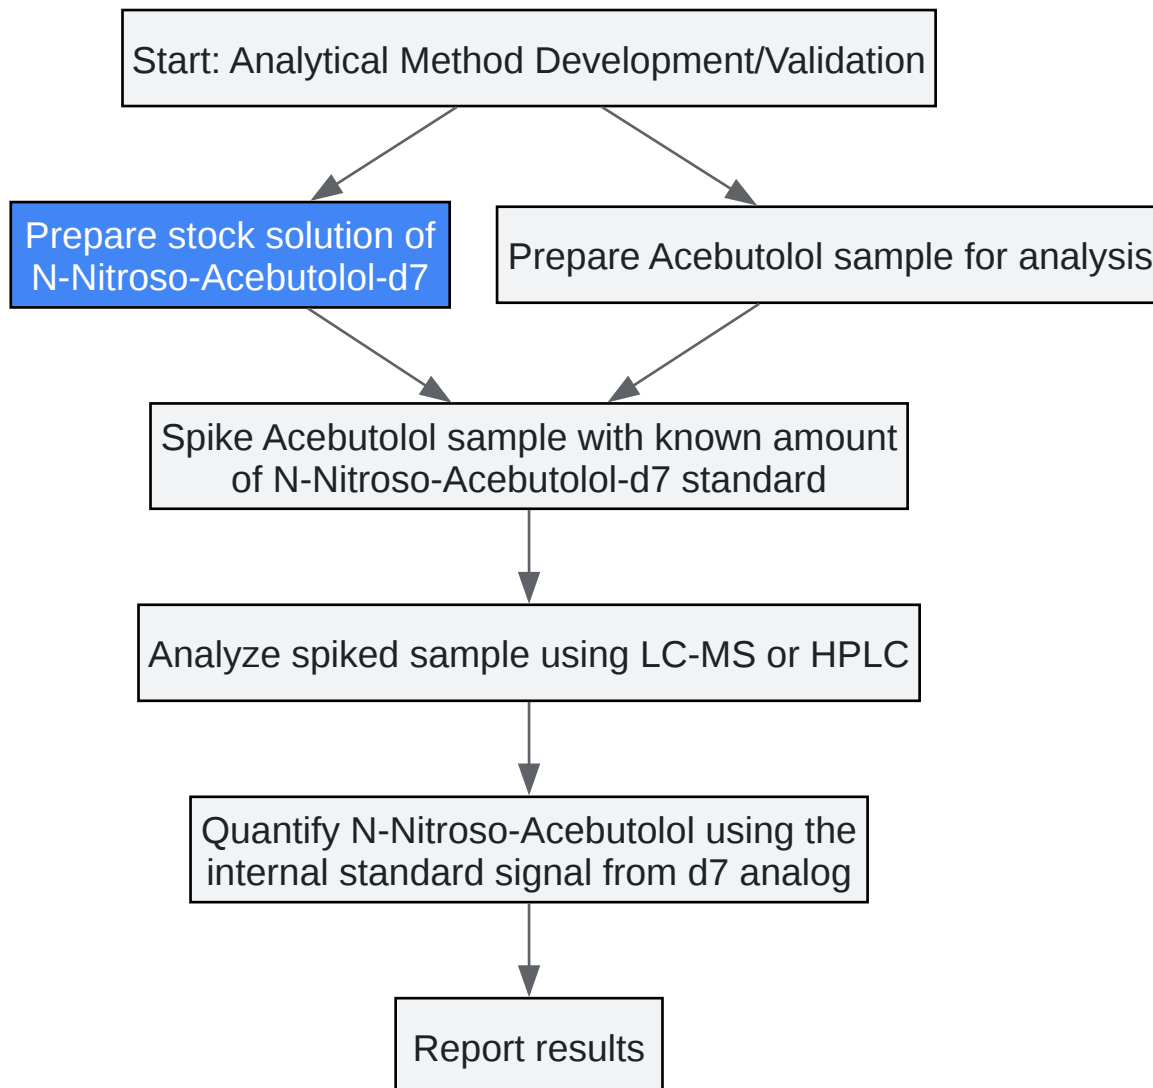 Start: Analytical Method Development/Validation
Prepare stock solution of
N-Nitroso-Acebutolol-d7
Prepare Acebutolol sample for analysis
Spike Acebutolol sample with known amount
of N-Nitroso-Acebutolol-d7 standard
Analyze spiked sample using LC-MS or HPLC
Quantify N-Nitroso-Acebutolol using the
internal standard signal from d7 analog
Report results